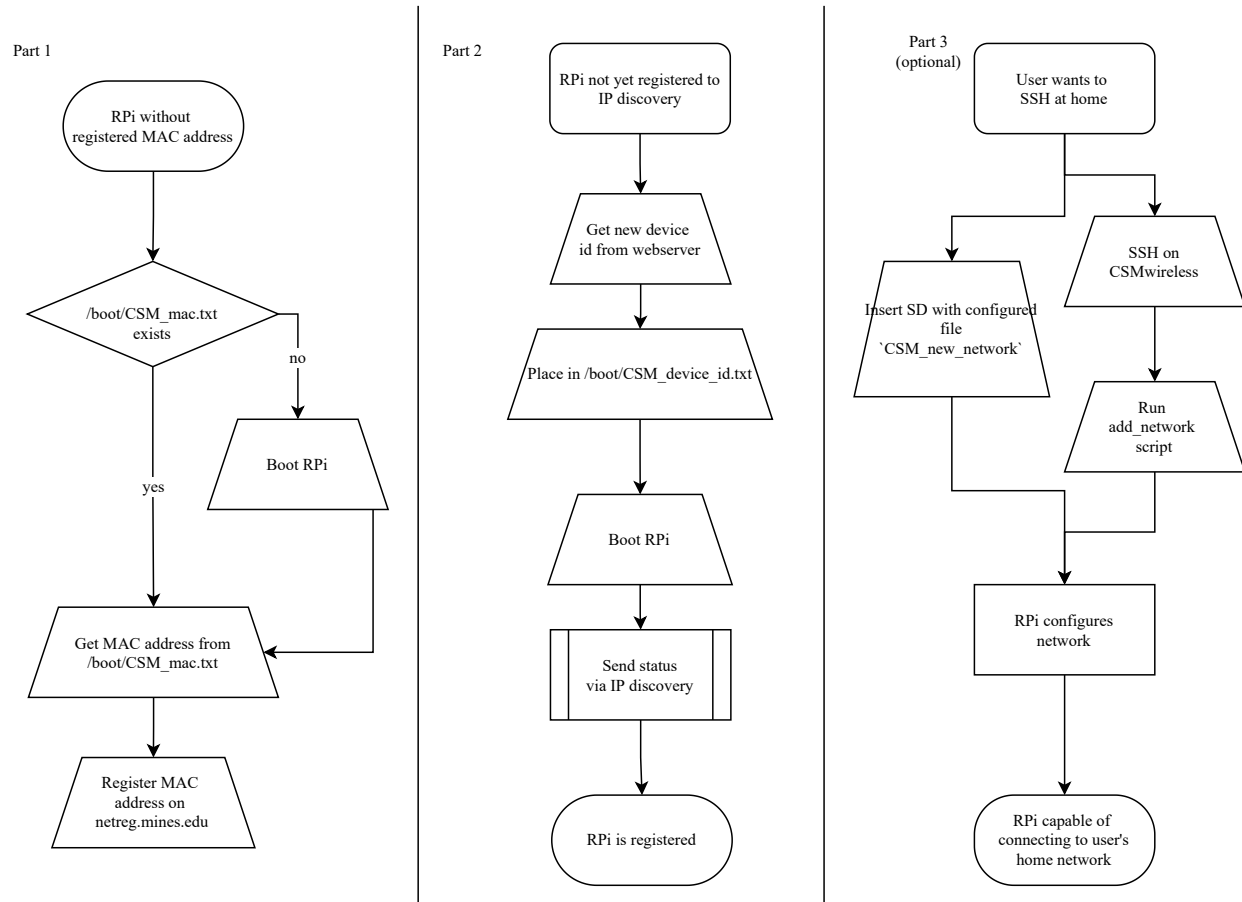 Part 1
RPi without
registered MAC address
/boot/CSM_mac.txt
exists
no
yes
Boot RPi
Get MAC address from
/boot/CSM_mac.txt
Register MAC
address on
netreg.mines.edu
Part 2
RPi not yet registered to
IP discovery
Get new device
id from webserver
Place in /boot/CSM_device_id.txt
Boot RPi
Send status
via IP discovery
RPi is registered
Part 3
(optional)
User wants to
SSH at home
Insert SD with configured
file
`CSM_new_network`
SSH on
CSMwireless
Run
add_network
script
RPi configures
network
RPi capable of
connecting to user's
home network